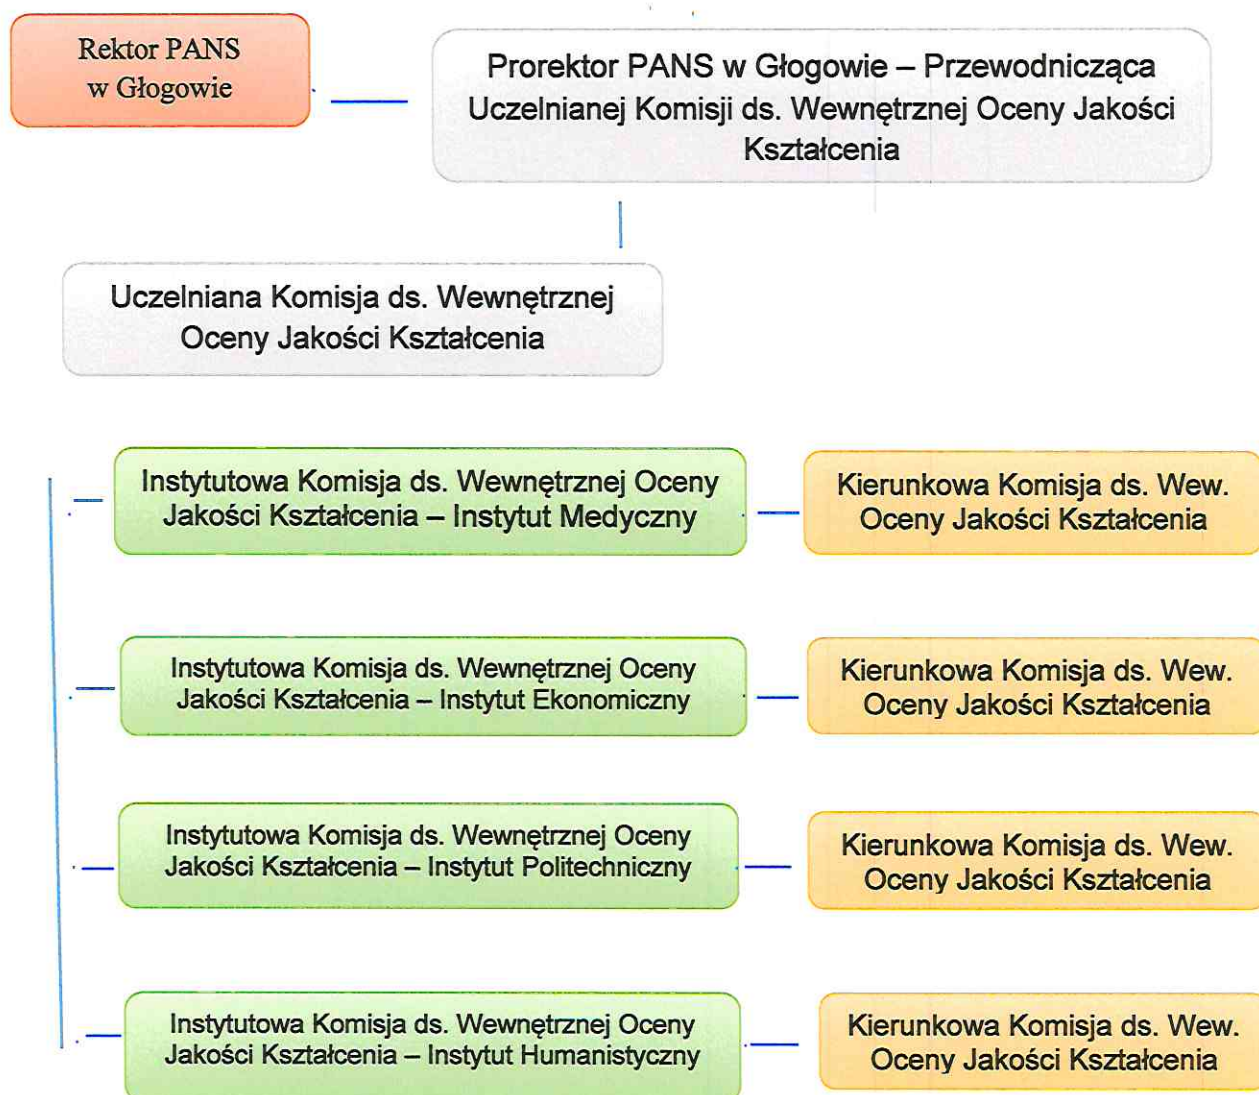 Rektor PANS
w Głogowie
Prorektor PANS w Głogowie – Przewodnicząca
Uczelnianej Komisji ds. Wewnętrznej Oceny Jakości
Kształcenia
Uczelniana Komisja ds. Wewnętrznej
Oceny Jakości Kształcenia
Instytutowa Komisja ds. Wewnętrznej Oceny
Jakości Kształcenia – Instytut Medyczny
Kierunkowa Komisja ds. Wew.
Oceny Jakości Kształcenia
Instytutowa Komisja ds. Wewnętrznej Oceny
Jakości Kształcenia – Instytut Ekonomiczny
Kierunkowa Komisja ds. Wew.
Oceny Jakości Kształcenia
Instytutowa Komisja ds. Wewnętrznej Oceny
Jakości Kształcenia – Instytut Politechniczny
Kierunkowa Komisja ds. Wew.
Oceny Jakości Kształcenia
Instytutowa Komisja ds. Wewnętrznej Oceny
Jakości Kształcenia – Instytut Humanistyczny
Kierunkowa Komisja ds. Wew.
Oceny Jakości Kształcenia